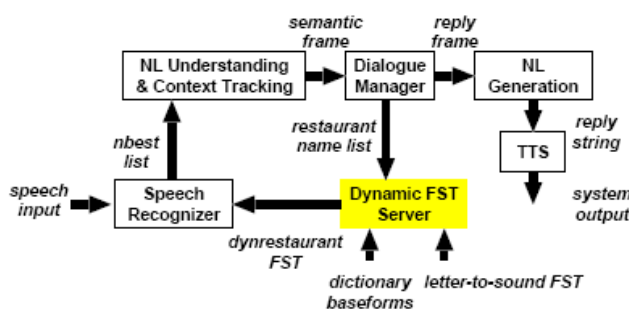 semantic
frame
reply
frame
NL Understanding
& Context Tracking
Dialogue
Manager
NL
Generation
nbest
list
restaurant
name list
reply
string
TTS
speech
input
Speech
Recognizer
Dynamic FST
Server
system
output
dynrestaurant
FST
dictionary
baseforms
letter-to-sound FST